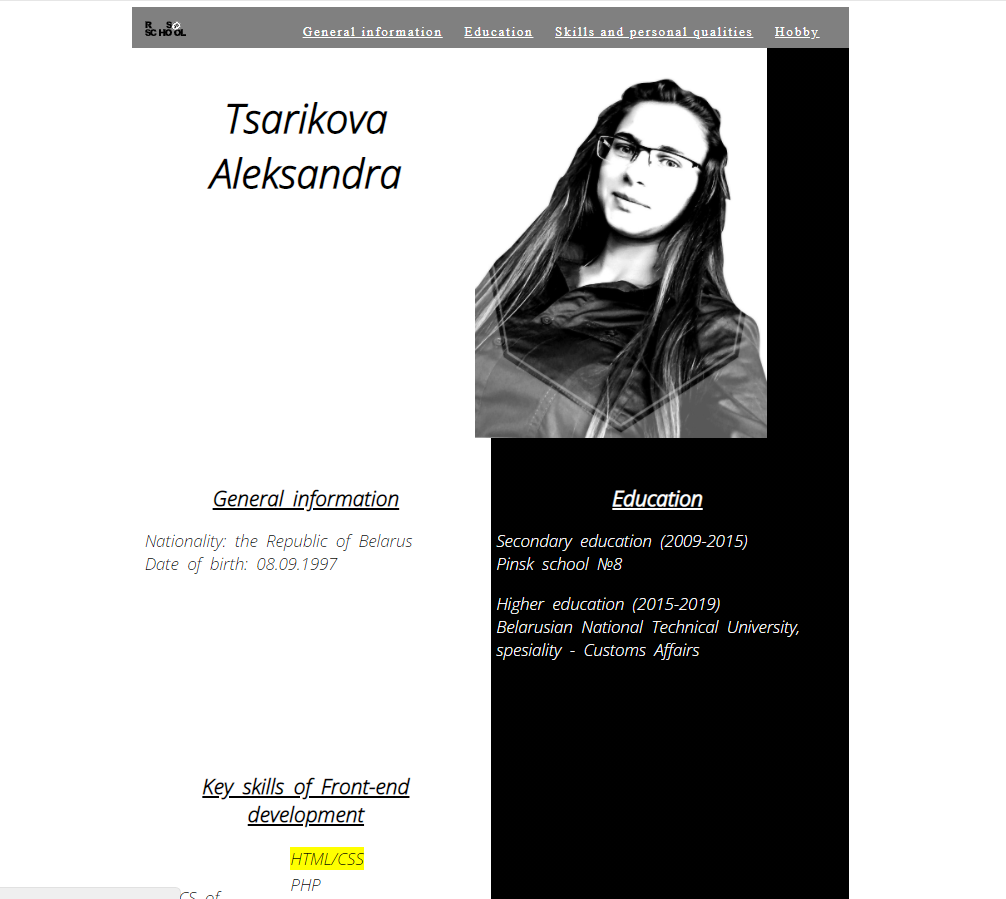 RS
SCHOOL
General information Education Skills and personal qualities Hobby
Tsarikova
Aleksandra
General information
Nationality: the Republic of Belarus
Date of birth: 08.09.1997
Education
Secondary education (2009-2015)
Pinsk school №8
Higher education (2015-2019)
Belarusian National Technical University,
spesiality - Customs Affairs
Key skills of Front-end
development
HTML/CSS
PHP
CS of